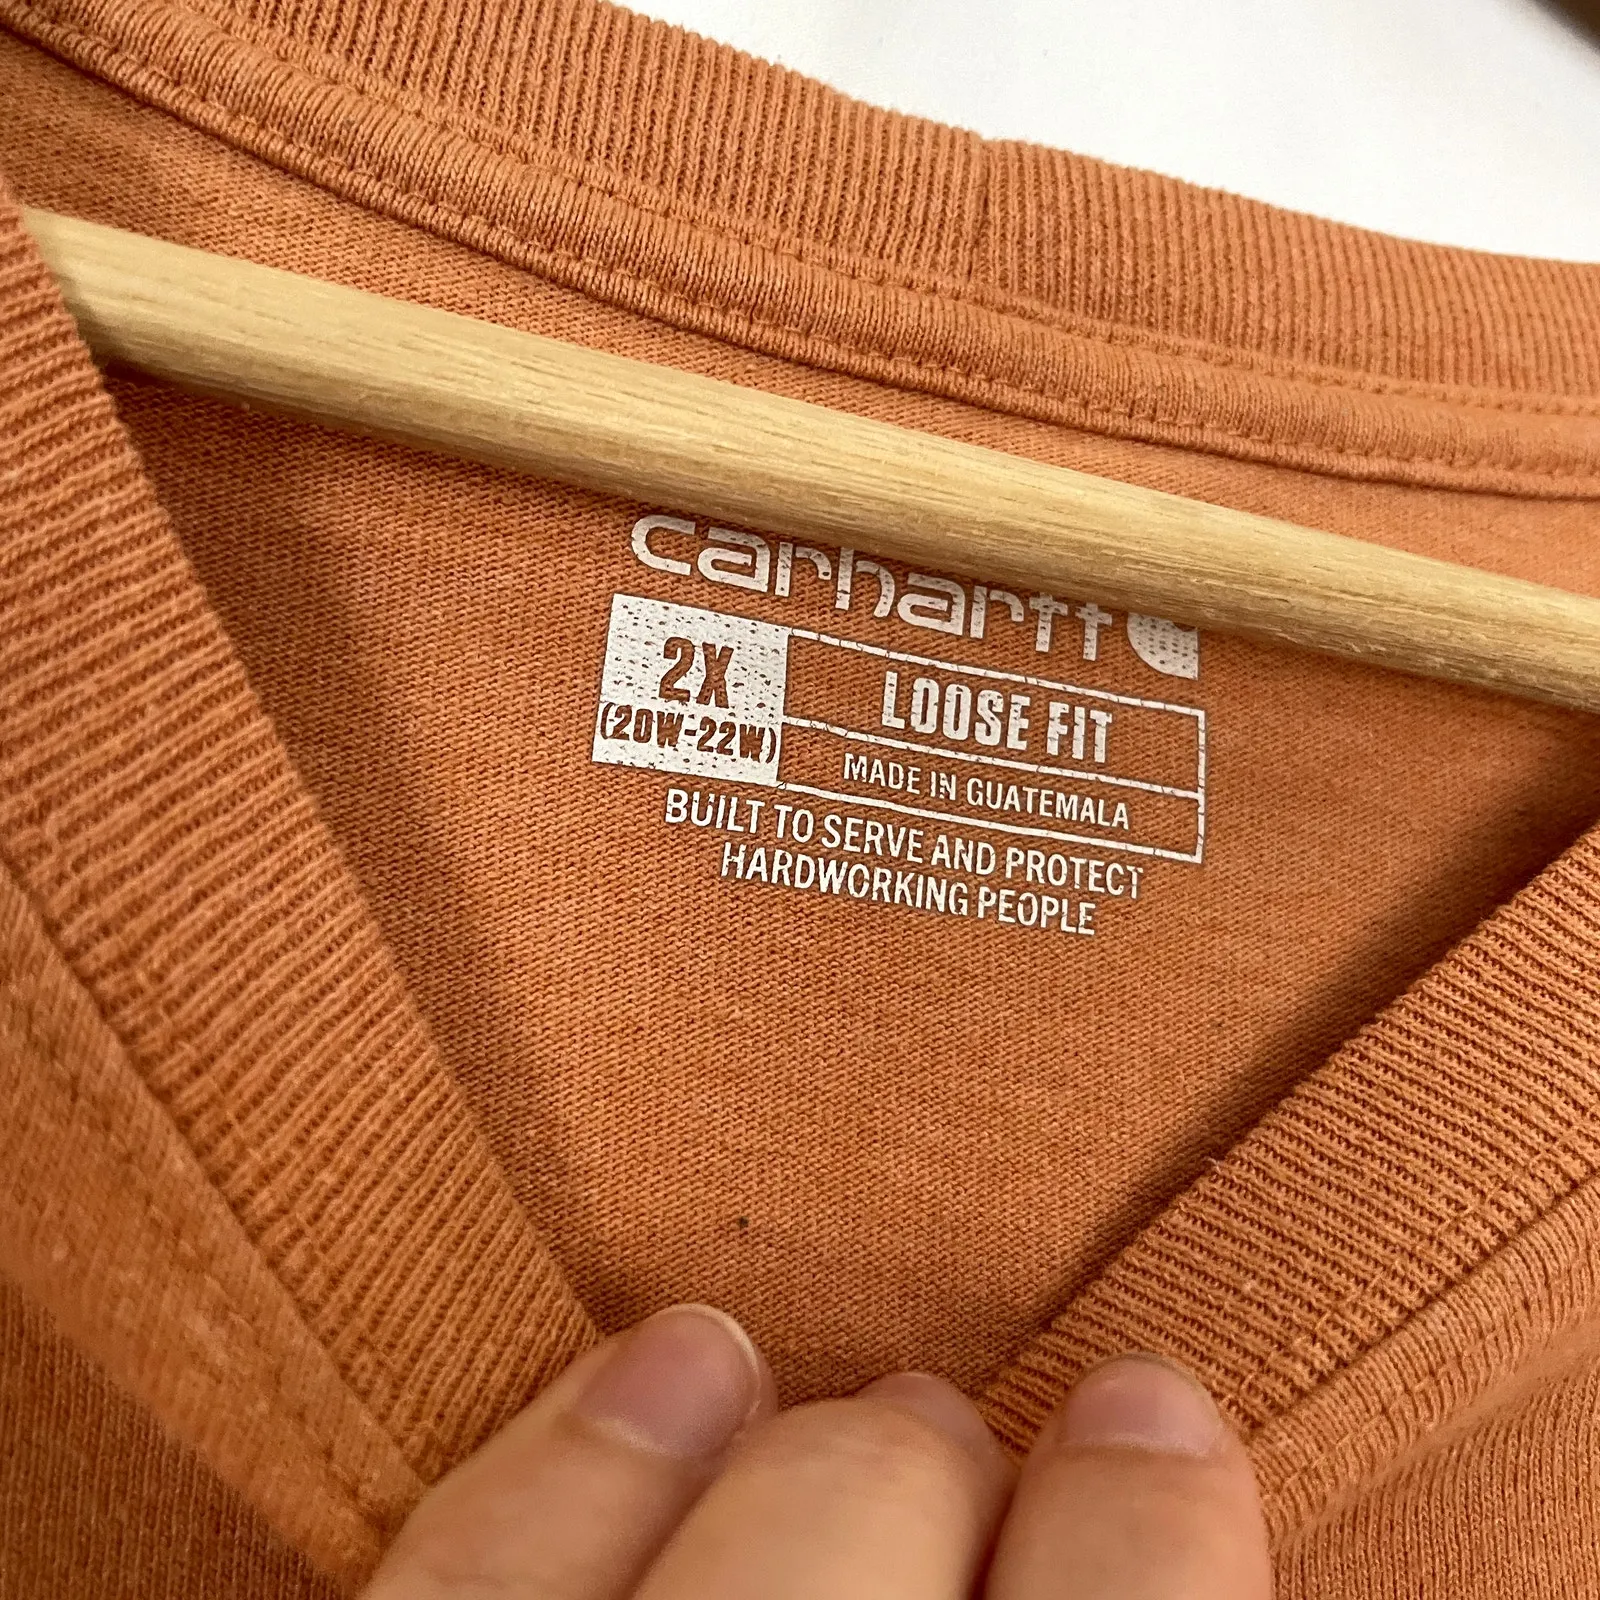 carhartt
2X
(20W-22W)
LOOSE FIT
MADE IN GUATEMALA
BUILT TO SERVE AND PROTECT
HARDWORKING PEOPLE